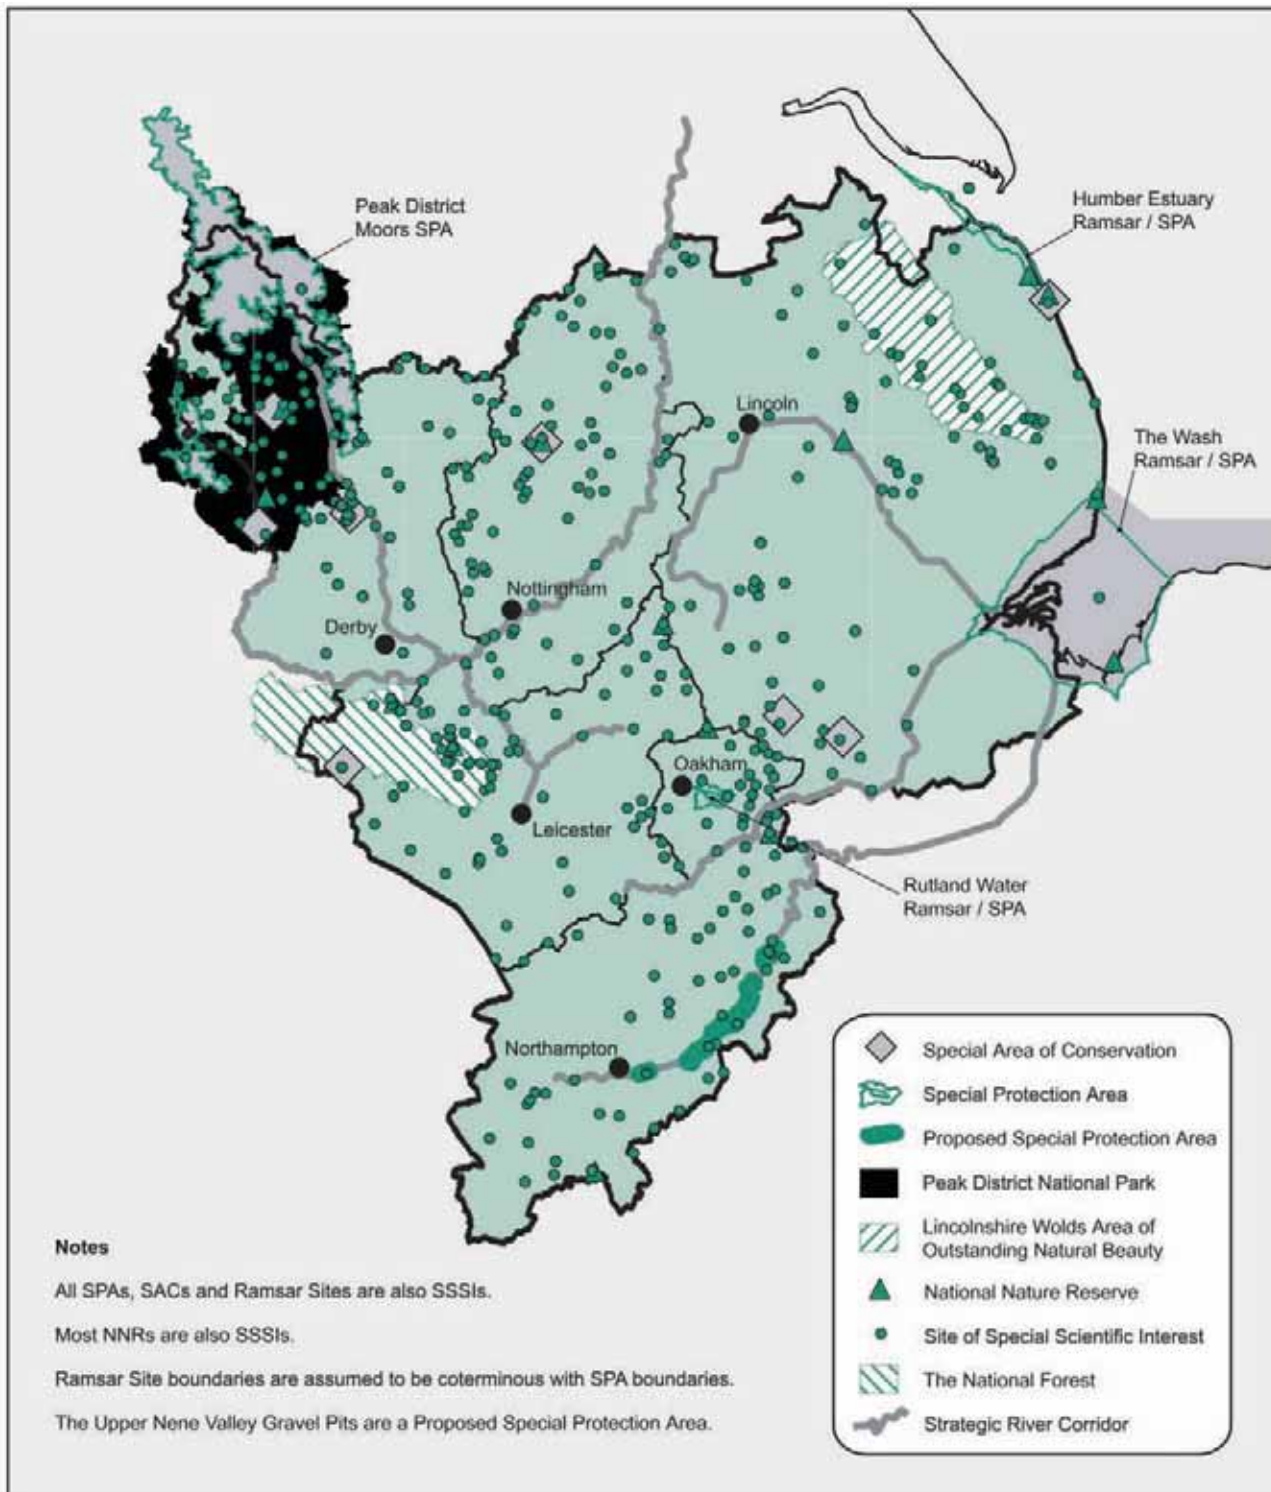 Peak District
Moors SPA
Humber Estuary
Ramsar / SPA
Lincoln
The Wash
Ramsar / SPA
Nottingham
Derby
Oakham
Leicester
Rutland Water
Ramsar / SPA
Northampton
Special Area of Conservation
Special Protection Area
Proposed Special Protection Area
Peak District National Park
Lincolnshire Wolds Area of
Outstanding Natural Beauty
National Nature Reserve
Site of Special Scientific Interest
The National Forest
Strategic River Corridor
Notes
All SPAs, SACs and Ramsar Sites are also SSSIs.
Most NNRs are also SSSIs.
Ramsar Site boundaries are assumed to be coterminous with SPA boundaries.
The Upper Nene Valley Gravel Pits are a Proposed Special Protection Area.